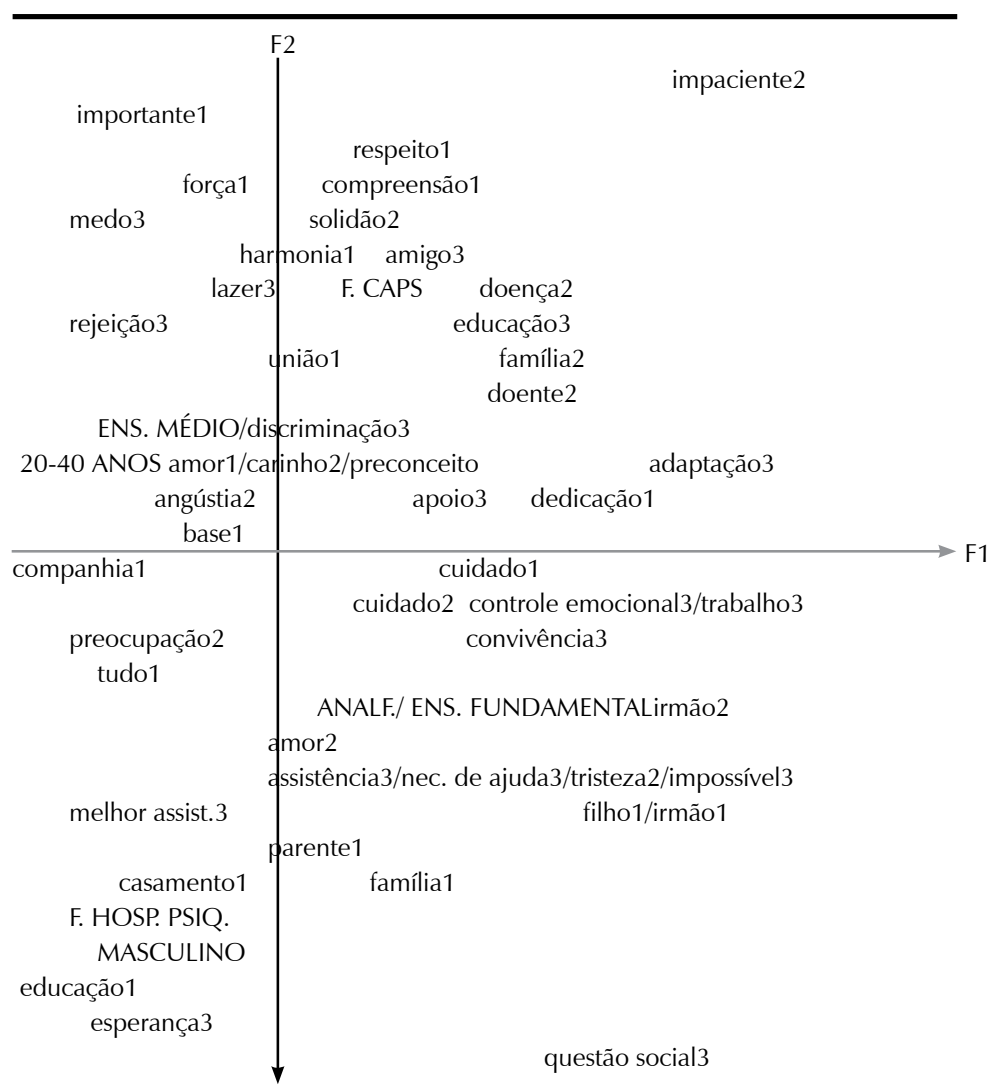 F2
impaciente2
importante1
respeito1
força1 compreensão1
medo3 solidão2
harmonia1 amigo3
lazer3 F. CAPS doença2
rejeição3 educação3
união1 família2
doente2
ENS. MÉDIO/discriminação3
20-40 ANOS amor1/carinho2/preconceito adaptação3
angústia2 apoio3 dedicação1
base1
F1
companhia1 cuidado1
cuidado2 controle emocional3/trabalho3
preocupação2 convivência3
tudo1
ANALF./ ENS. FUNDAMENTALirmão2
amor2
assistência3/nec. de ajuda3/tristeza2/impossível3
melhor assist.3 filho1/irmão1
parente1
casamento1 família1
F. HOSP. PSIQ.
MASCULINO
educação1
esperança3
questão social3